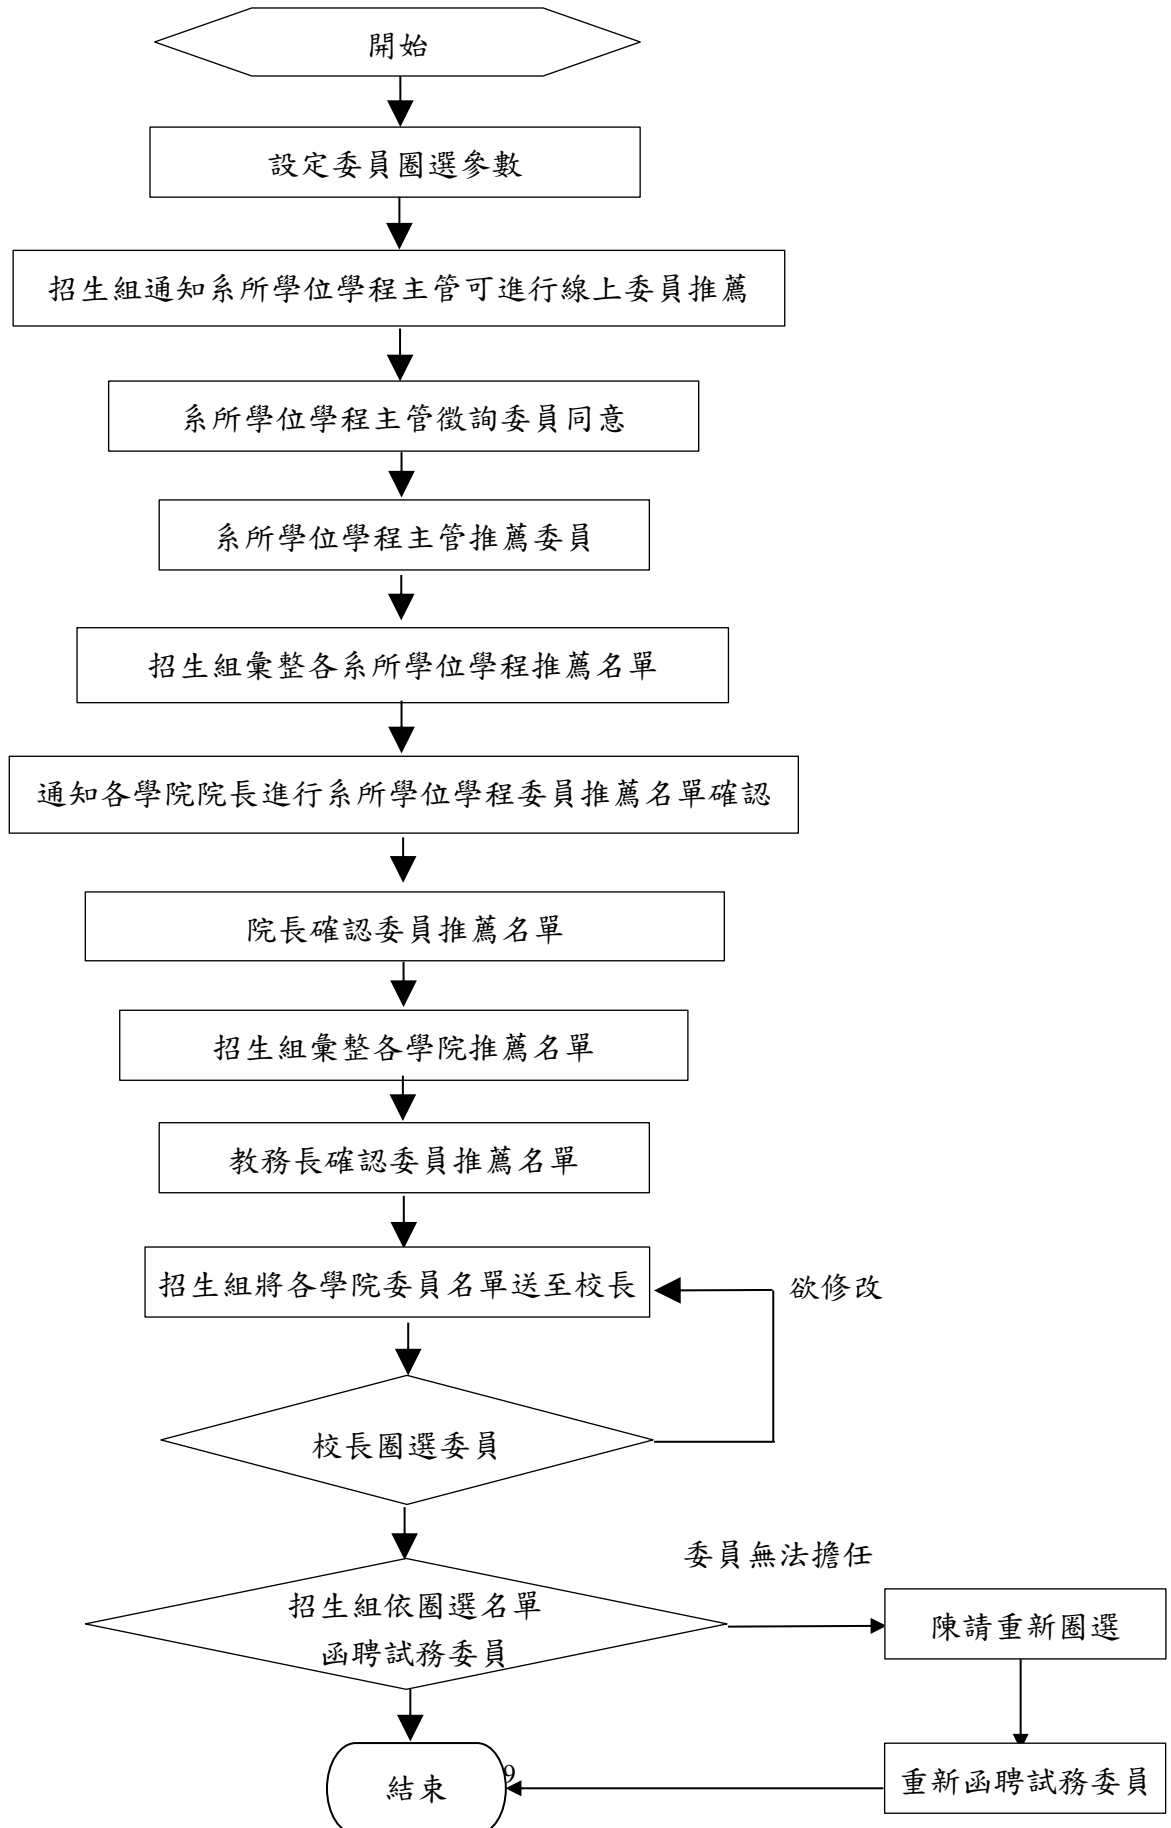 開始
設定委員圈選參數
招生組通知系所學位學程主管可進行線上委員推薦
系所學位學程主管徵詢委員同意
系所學位學程主管推薦委員
招生組彙整各系所學位學程推薦名單
通知各學院院長進行系所學位學程委員推薦名單確認
院長確認委員推薦名單
招生組彙整各學院推薦名單
教務長確認委員推薦名單
招生組將各學院委員名單送至校長
欲修改
校長圈選委員
委員無法擔任
招生組依圈選名單
函聘試務委員
陳請重新圈選
重新函聘試務委員
結束
9